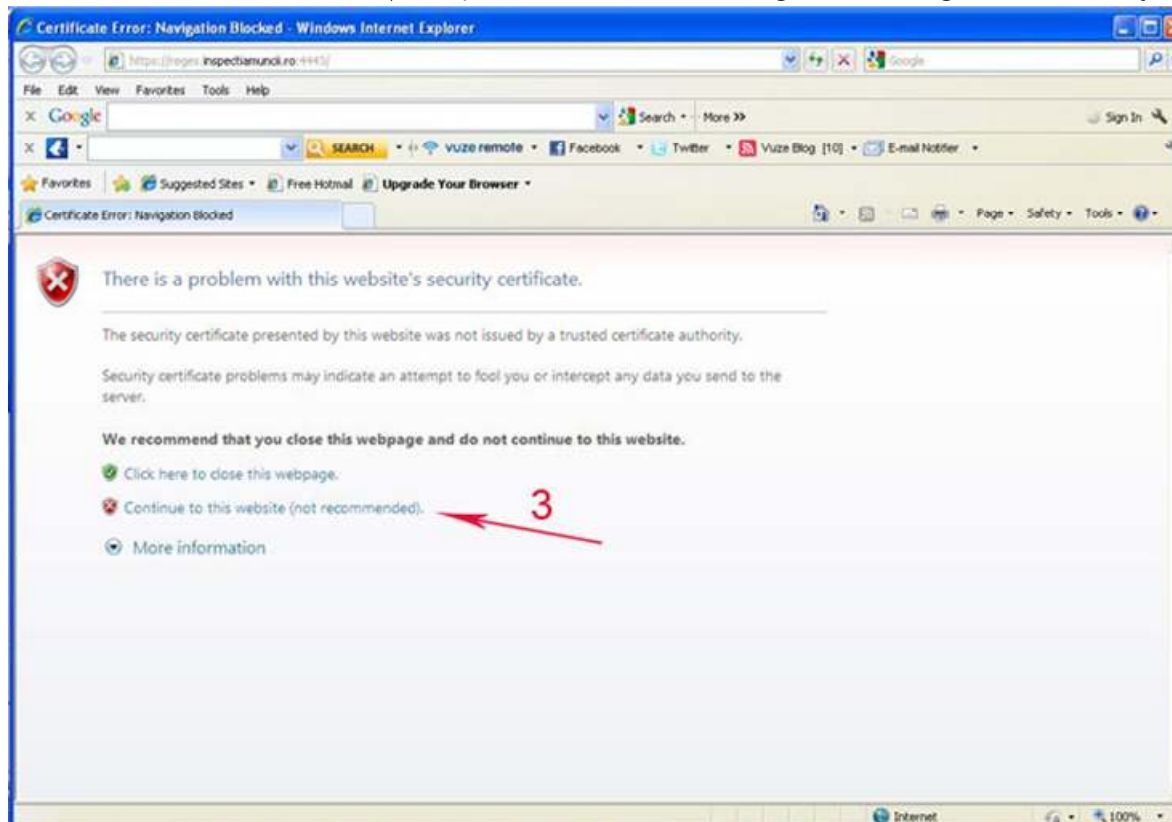 Certificate Error: Navigation Blocked - Windows Internet Explorer
https://reges.inspectiamuncii.ro:4443/
Google
File Edit View Favorites Tools Help
x Google Search More >> Sign In
x SEARCH vuze remote Facebook Twitter Vuze Blog [10] E-mail Notifier
Favorites Suggested Sites Free Hotmail Upgrade Your Browser
Certificate Error: Navigation Blocked Page Safety Tools
There is a problem with this website's security certificate.
The security certificate presented by this website was not issued by a trusted certificate authority.
Security certificate problems may indicate an attempt to fool you or intercept any data you send to the
server.
We recommend that you close this webpage and do not continue to this website.
Click here to close this webpage.
Continue to this website (not recommended).
3
More information
Internet 100%